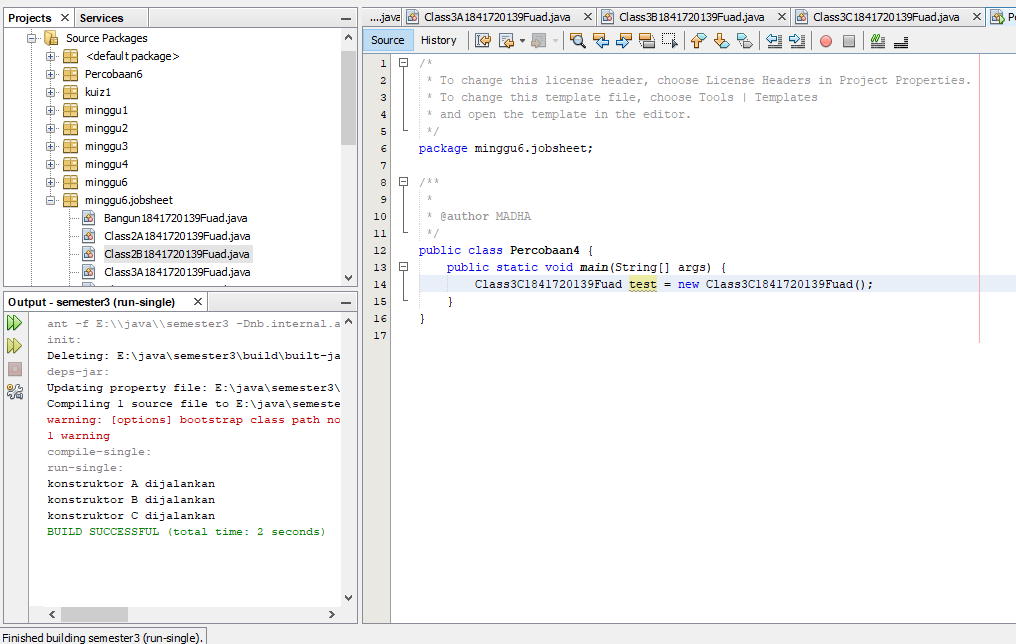 Projects
Services
Source Packages
<default package>
Percobaan6
kuiz1
minggu1
minggu2
minggu3
minggu4
minggu6
minggu6.jobsheet
Bangun1841720139Fuad.java
Class2A1841720139Fuad.java
Class2B1841720139Fuad.java
Class3A1841720139Fuad.java
Output - semester3 (run-single)
ant -f E:\\java\\semester3 -Dnb.internal.a
init:
Deleting: E:\java\semester3\build\built-ja
deps-jar:
Updating property file: E:\java\semester3\
Compiling 1 source file to E:\java\semeste
warning: [options] bootstrap class path no
1 warning
compile-single:
run-single:
konstruktor A dijalankan
konstruktor B dijalankan
konstruktor C dijalankan
BUILD SUCCESSFUL (total time: 2 seconds)
Finished building semester3 (run-single).
....java
Class3A1841720139Fuad.java
Class3B1841720139Fuad.java
Class3C1841720139Fuad.java
Source
History
1 /*
2 * To change this license header, choose License Headers in Project Properties.
3 * To change this template file, choose Tools | Templates
4 * and open the template in the editor.
5 */
6 package minggu6.jobsheet;
7
8 /**
9 *
10 * @author MADHA
11 */
12 public class Percobaan4 {
13 public static void main(String[] args) {
14 Class3C1841720139Fuad test = new Class3C1841720139Fuad();
15 }
16 }
17